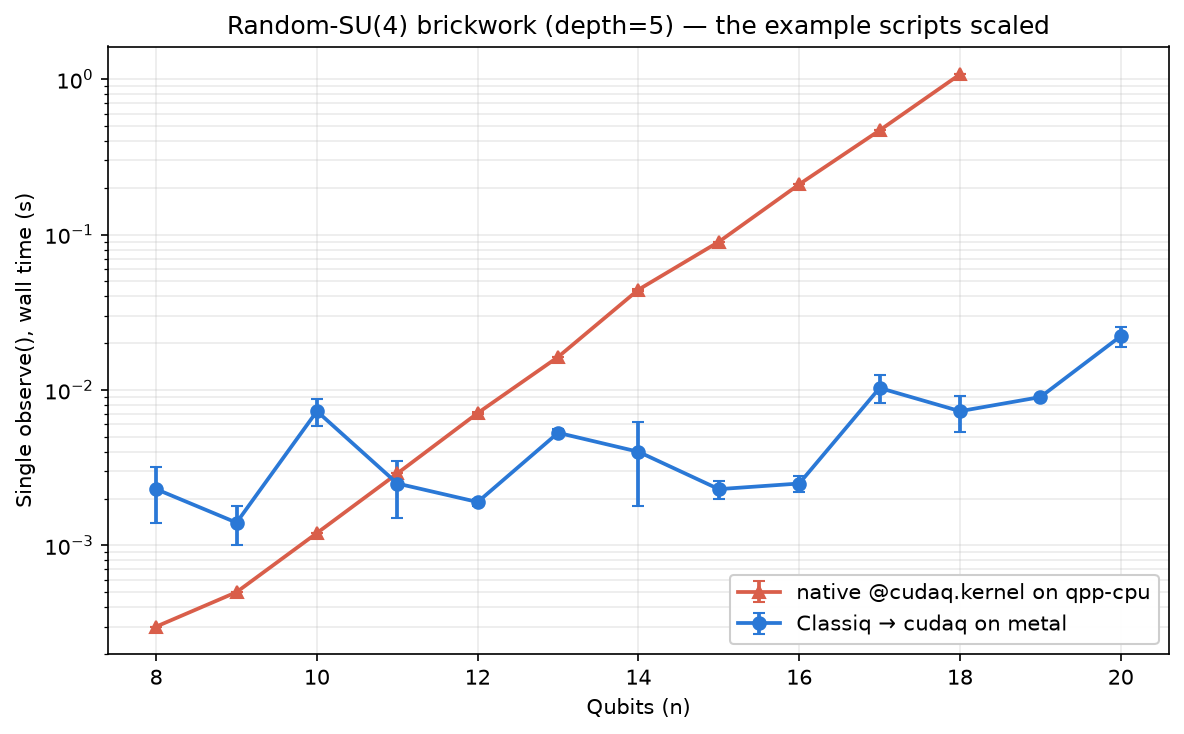 Random-SU(4) brickwork (depth=5) — the example scripts scaled
Single observe(), wall time (s)
10⁰
10⁻¹
10⁻²
10⁻³
native @cudaq.kernel on qpp-cpu
Classiq → cudaq on metal
8 10 12 14 16 18 20
Qubits (n)